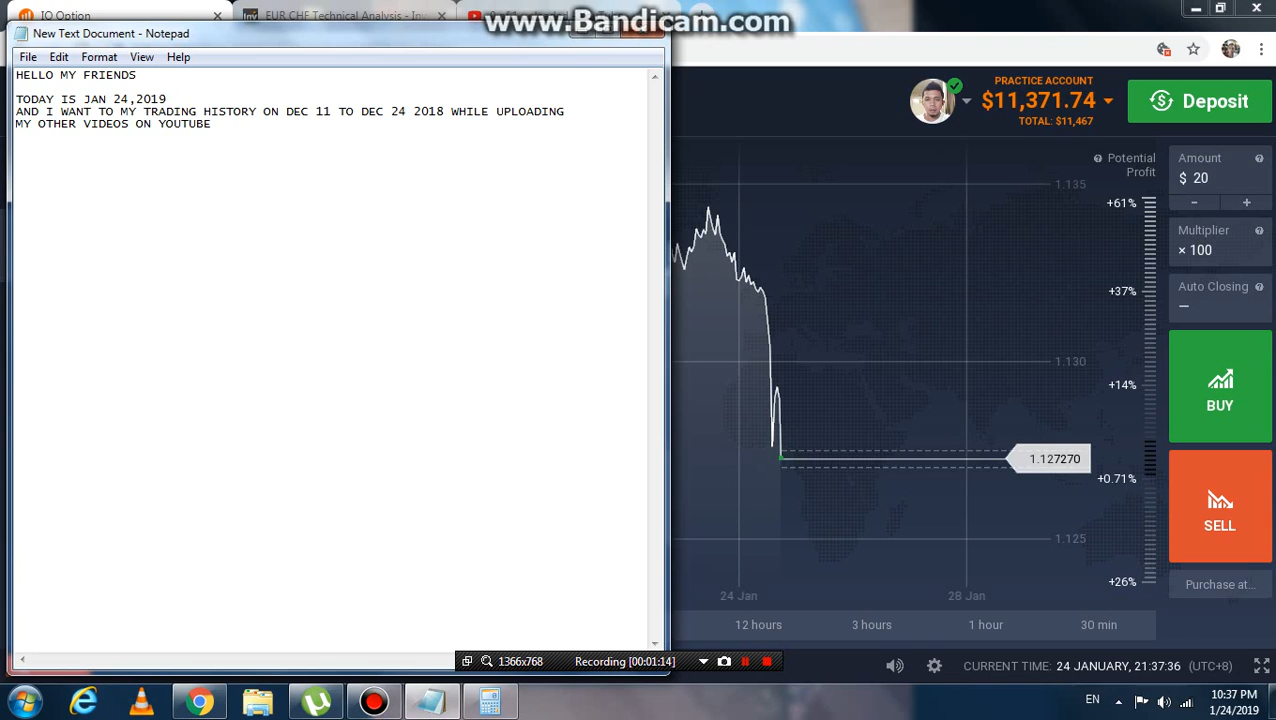 IQ Option
EUR CHF Technical Analysis - Inv
www.Bandicam.com
New Text Document - Notepad
File Edit Format View Help
HELLO MY FRIENDS
TODAY IS JAN 24,2019
AND I WANT TO MY TRADING HISTORY ON DEC 11 TO DEC 24 2018 WHILE UPLOADING
MY OTHER VIDEOS ON YOUTUBE
PRACTICE ACCOUNT
$11,371.74
TOTAL: $11,467
Deposit
Potential
Profit
1.135
+61%
+37%
1.130
+14%
1.127270
+0.71%
1.125
+26%
Amount
$ 20
- +
Multiplier
× 100
Auto Closing
—
BUY
SELL
Purchase at...
24 Jan
28 Jan
12 hours
3 hours
1 hour
30 min
1366x768
Recording [00:01:14]
CURRENT TIME: 24 JANUARY, 21:37:36 (UTC+8)
EN
10:37 PM
1/24/2019